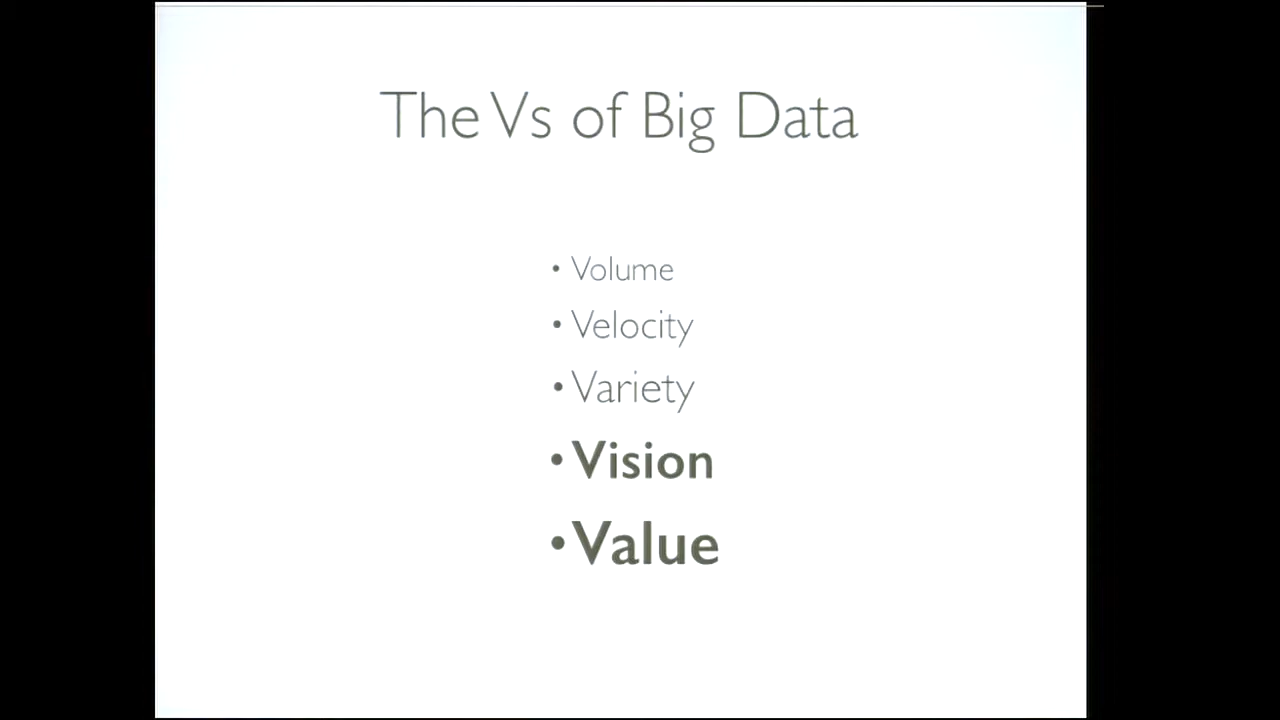 The Vs of Big Data
• Volume
• Velocity
• Variety
• Vision
• Value